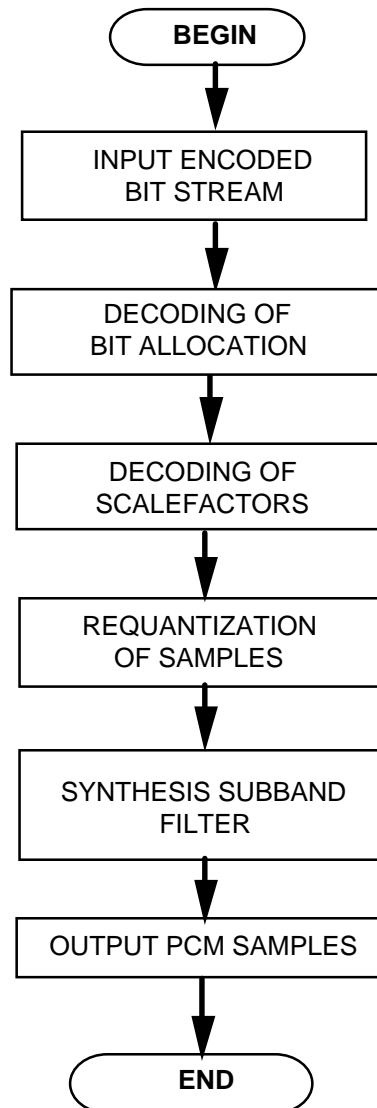 BEGIN
INPUT ENCODED
BIT STREAM
DECODING OF
BIT ALLOCATION
DECODING OF
SCALEFACTORS
REQUANTIZATION
OF SAMPLES
SYNTHESIS SUBBAND
FILTER
OUTPUT PCM SAMPLES
END